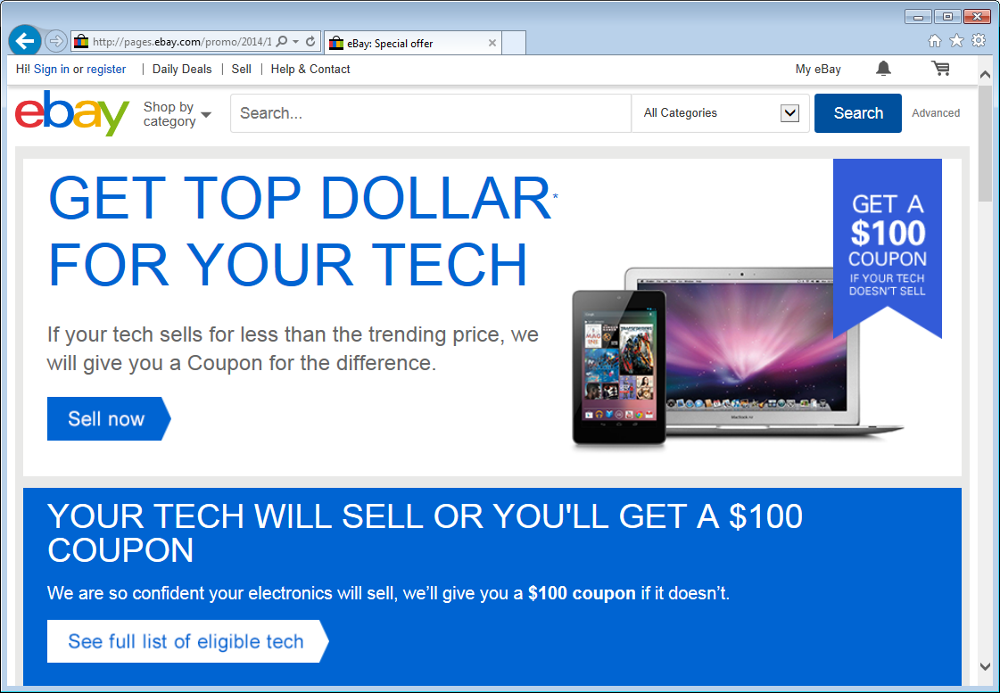 http://pages.ebay.com/promo/2014/1
eBay: Special offer
Hi! Sign in or register | Daily Deals | Sell | Help & Contact My eBay
ebay
Shop by
category
Search...
All Categories
Search
Advanced
GET TOP DOLLAR*
FOR YOUR TECH
If your tech sells for less than the trending price, we
will give you a Coupon for the difference.
Sell now
GET A
$100
COUPON
IF YOUR TECH
DOESN'T SELL
MacBook Air
YOUR TECH WILL SELL OR YOU'LL GET A $100
COUPON
We are so confident your electronics will sell, we’ll give you a $100 coupon if it doesn’t.
See full list of eligible tech